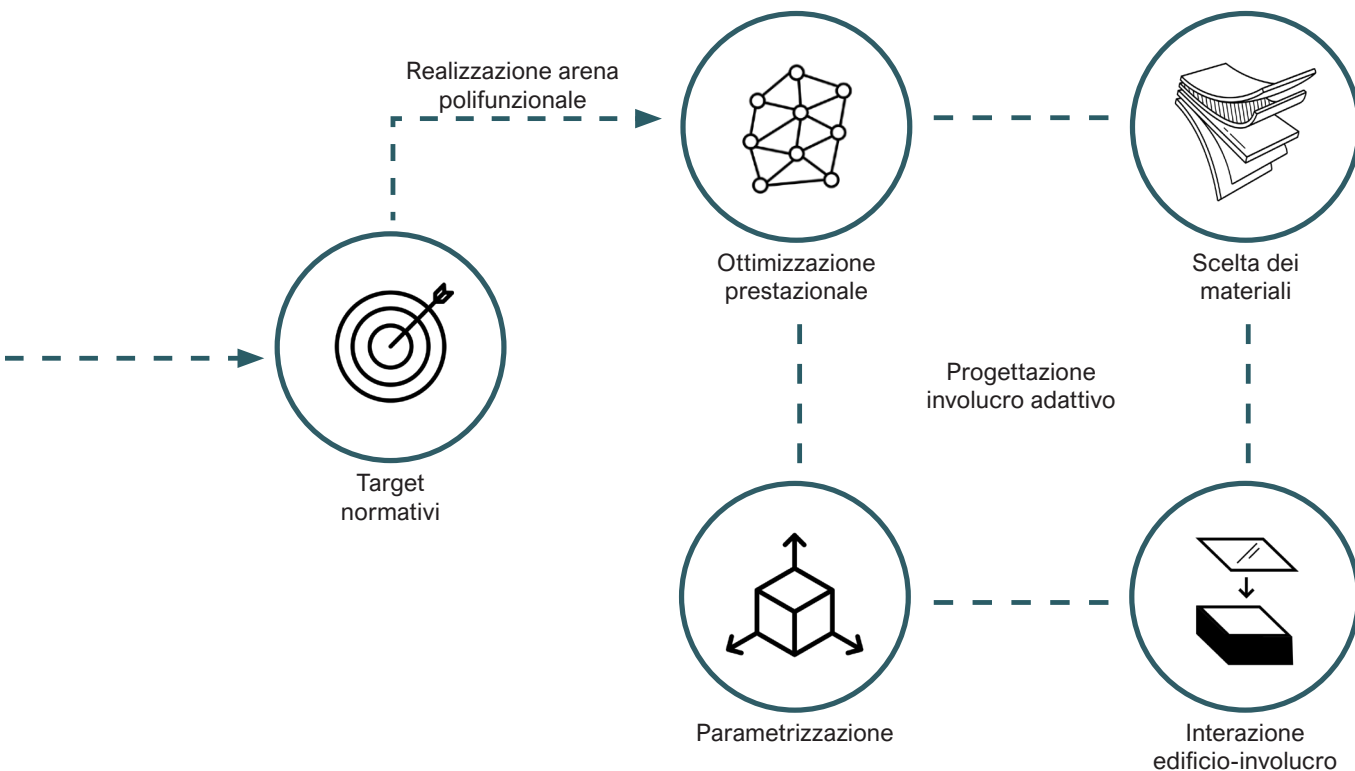 Realizzazione arena
polifunzionale
Ottimizzazione
prestazionale
Scelta dei
materiali
Progettazione
involucro adattivo
Target
normativi
Parametrizzazione
Interazione
edificio-involucro